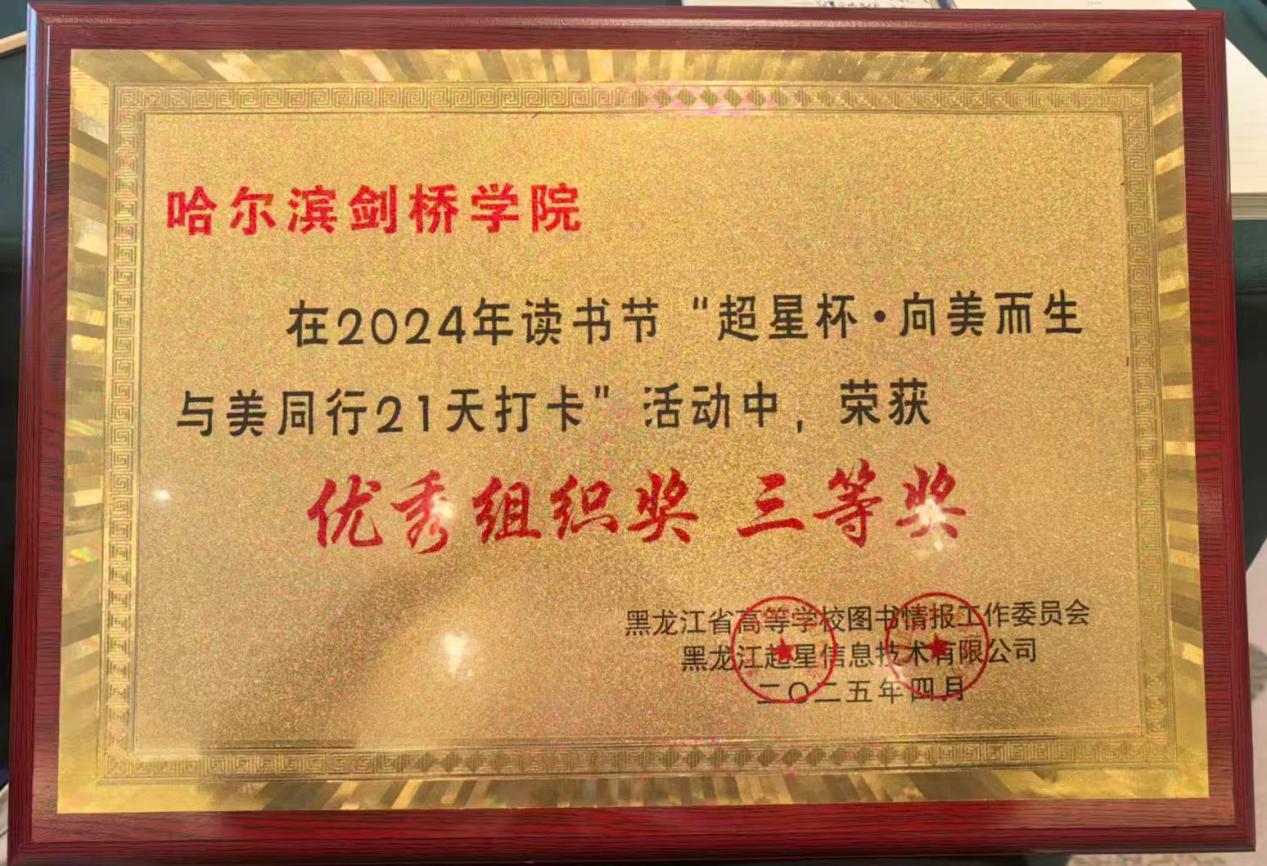 哈尔滨剑桥学院
在2024年读书节“超星杯·向美而生
与美同行21天打卡”活动中，荣获
优秀组织奖 三等奖
黑龙江省高等学校图书情报工作委员会
黑龙江超星信息技术有限公司
二〇二五年四月